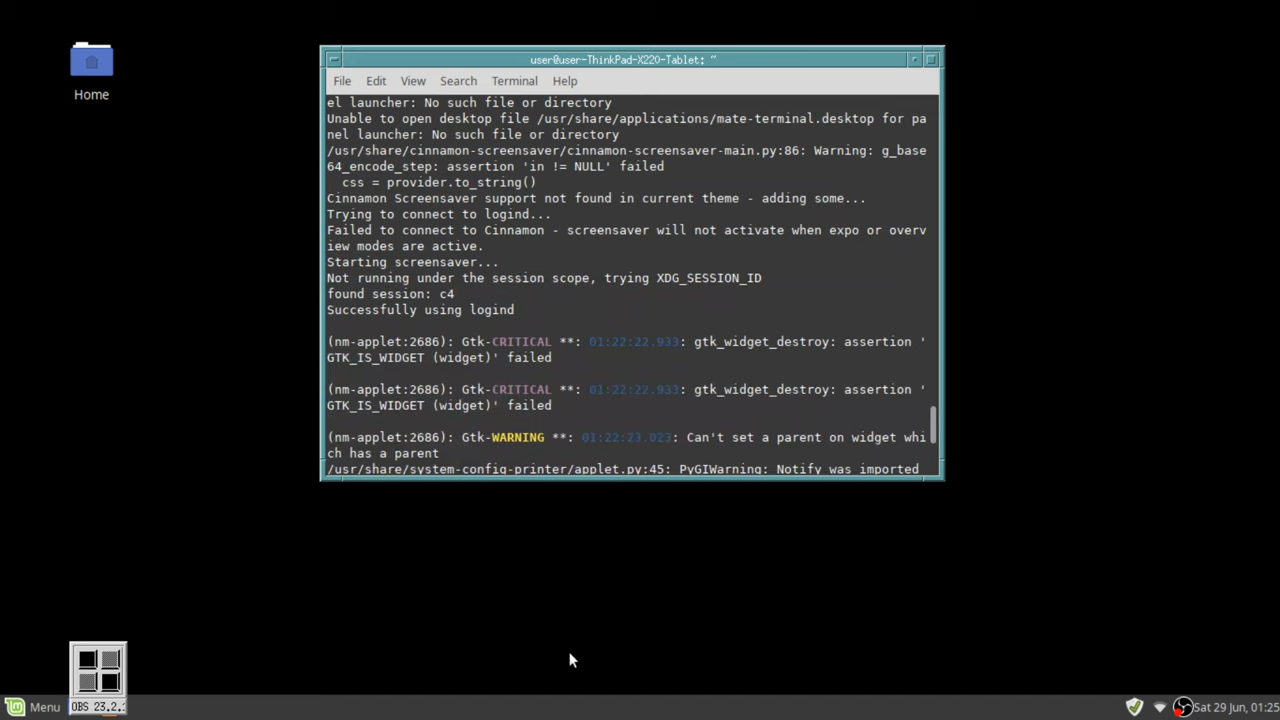 Home
user@user-ThinkPad-X220-Tablet: ~
File Edit View Search Terminal Help
el launcher: No such file or directory
Unable to open desktop file /usr/share/applications/mate-terminal.desktop for pa
nel launcher: No such file or directory
/usr/share/cinnamon-screensaver/cinnamon-screensaver-main.py:86: Warning: g_base
64_encode_step: assertion 'in != NULL' failed
css = provider.to_string()
Cinnamon Screensaver support not found in current theme - adding some...
Trying to connect to logind...
Failed to connect to Cinnamon - screensaver will not activate when expo or overv
iew modes are active.
Starting screensaver...
Not running under the session scope, trying XDG_SESSION_ID
found session: c4
Successfully using logind
(nm-applet:2686): Gtk-CRITICAL **: 01:22:22.933: gtk_widget_destroy: assertion '
GTK_IS_WIDGET (widget)' failed
(nm-applet:2686): Gtk-CRITICAL **: 01:22:22.933: gtk_widget_destroy: assertion '
GTK_IS_WIDGET (widget)' failed
(nm-applet:2686): Gtk-WARNING **: 01:22:23.023: Can't set a parent on widget whi
ch has a parent
/usr/share/system-config-printer/applet.py:45: PyGIWarning: Notify was imported
OBS 23.2.
Menu
Sat 29 Jun, 01:25